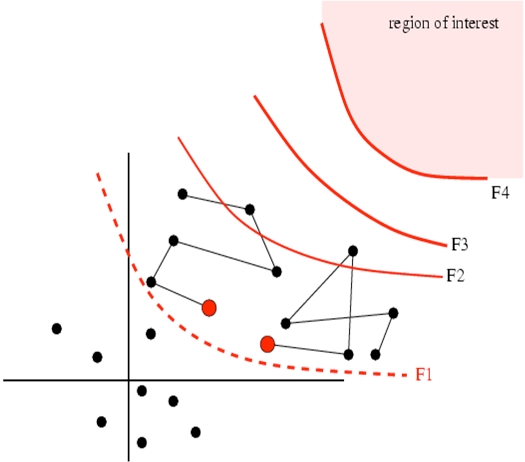 region of interest
F4
F3
F2
F1